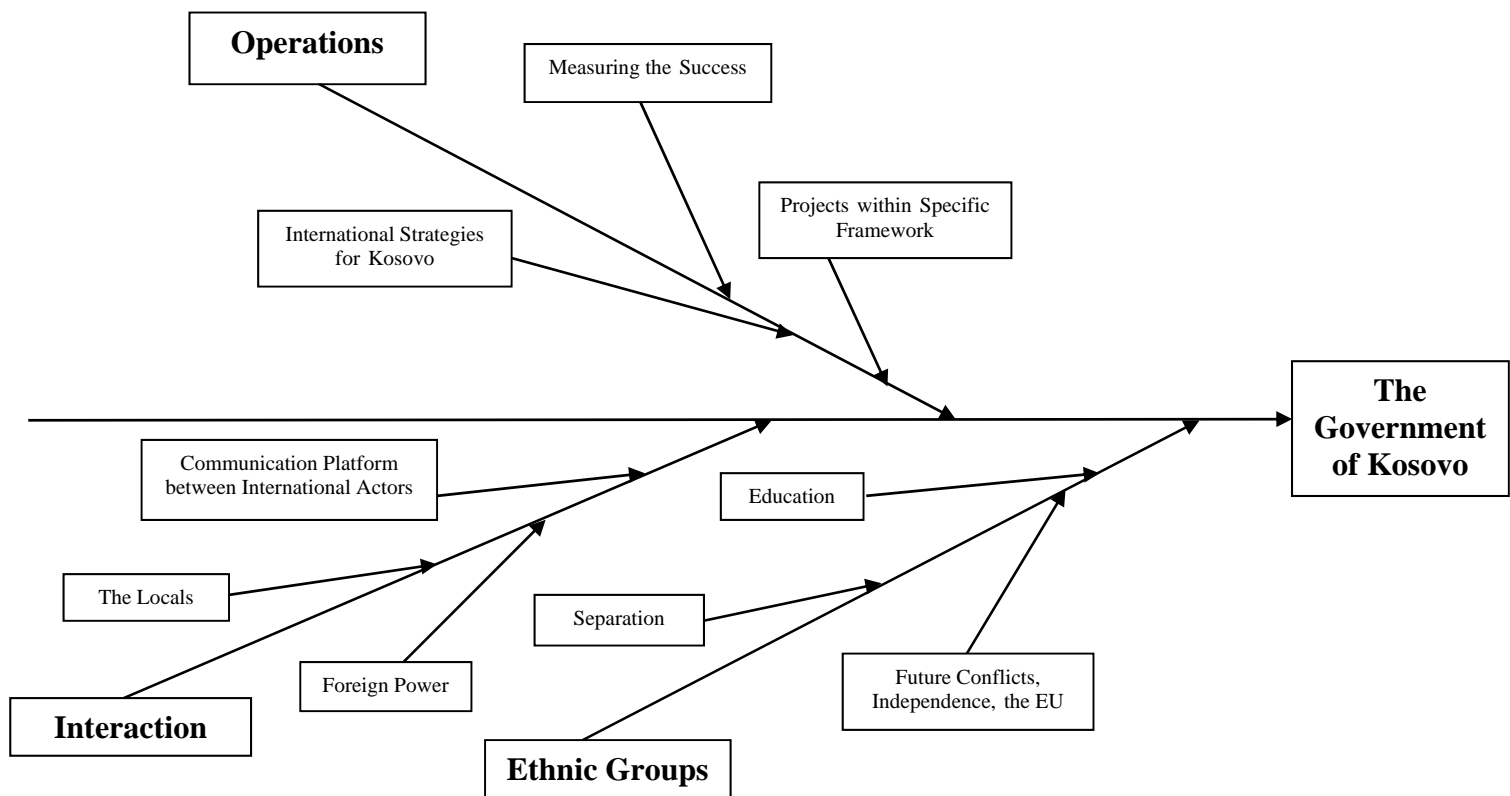 Operations
Measuring the Success
Projects within Specific
Framework
International Strategies
for Kosovo
The
Government
of Kosovo
Communication Platform
between International Actors
Education
The Locals
Separation
Foreign Power
Future Conflicts,
Independence, the EU
Interaction
Ethnic Groups